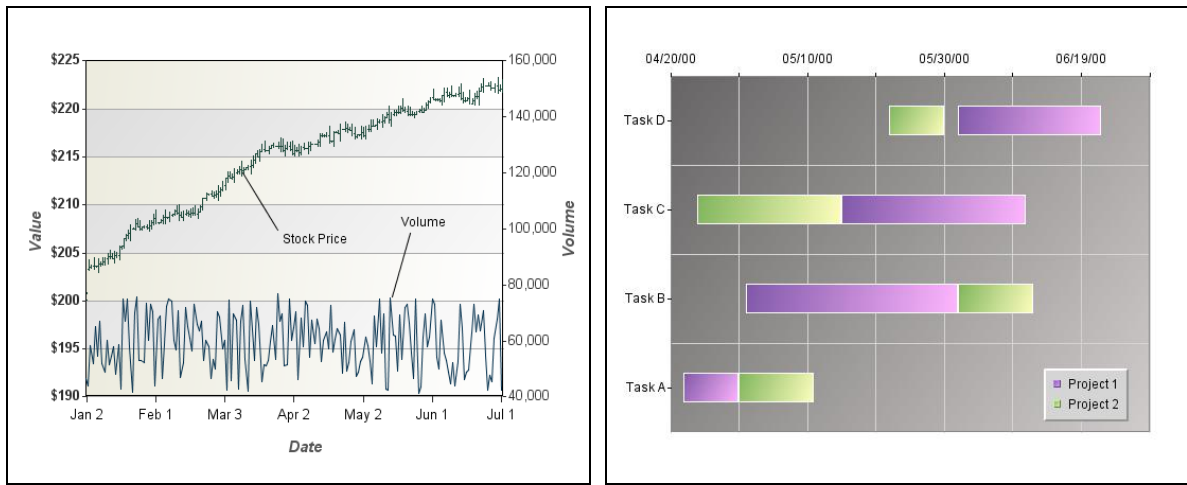 $225
$220
$215
$210
$205
$200
$195
$190
Value
160,000
140,000
120,000
100,000
80,000
60,000
40,000
Volume
Stock Price
Volume
Jan 2 Feb 1 Mar 3 Apr 2 May 2 Jun 1 Jul 1
Date
04/20/00 05/10/00 05/30/00 06/19/00
Task D
Task C
Task B
Task A
Project 1
Project 2